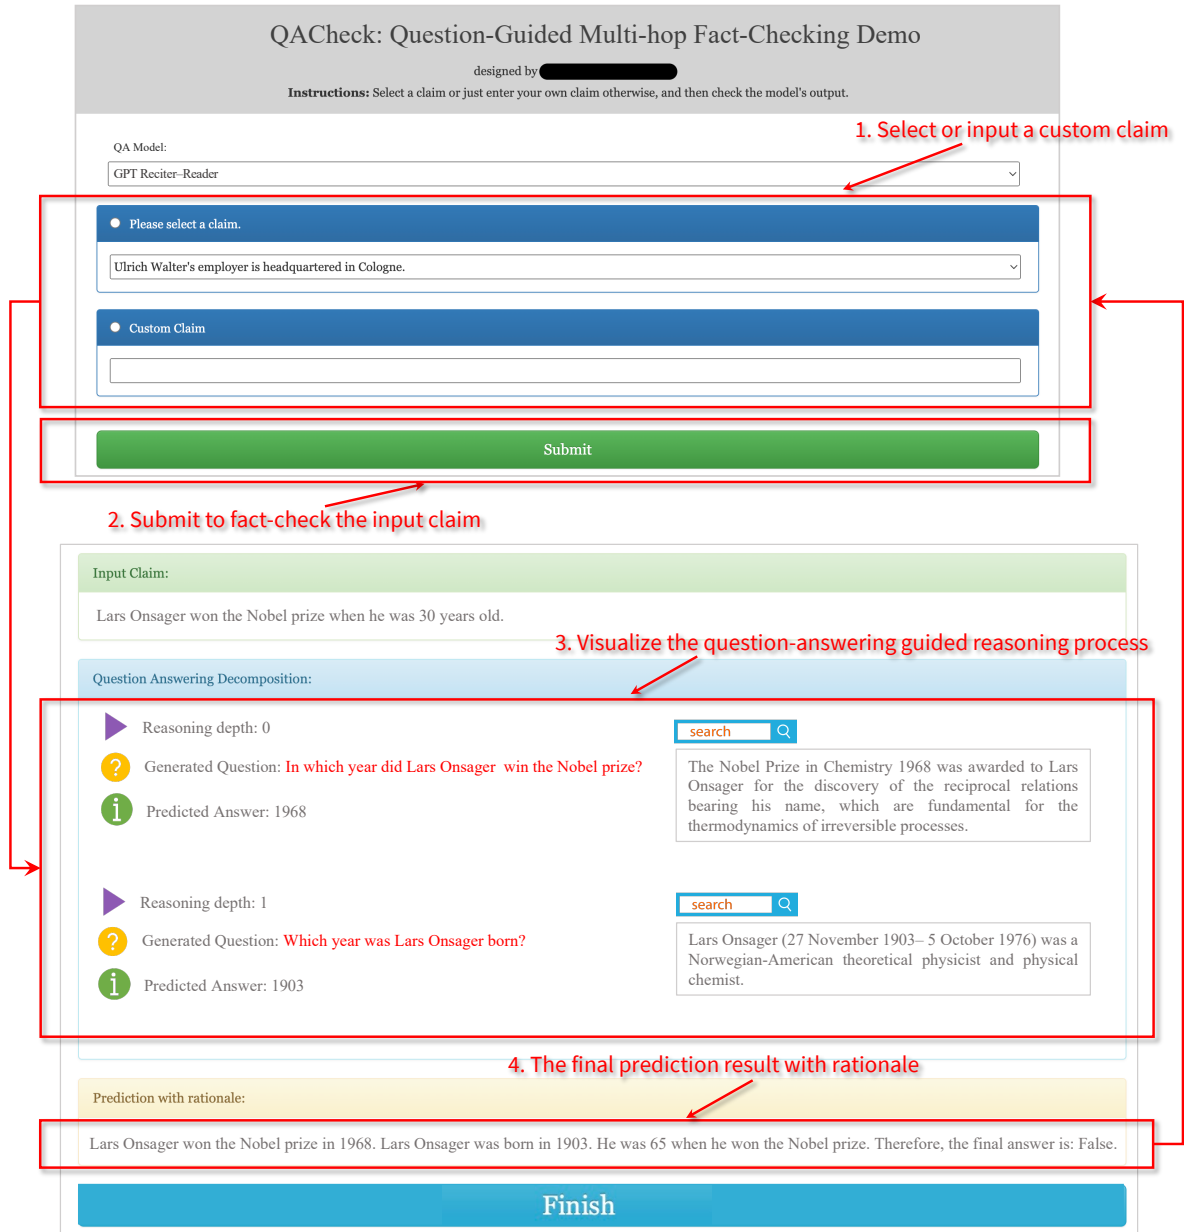 QACheck: Question-Guided Multi-hop Fact-Checking Demo
designed by
Instructions: Select a claim or just enter your own claim otherwise, and then check the model's output.
1. Select or input a custom claim
QA Model:
GPT Reciter–Reader
Please select a claim.
Ulrich Walter's employer is headquartered in Cologne.
Custom Claim
Submit
2. Submit to fact-check the input claim
Input Claim:
Lars Onsager won the Nobel prize when he was 30 years old.
3. Visualize the question-answering guided reasoning process
Question Answering Decomposition:
Reasoning depth: 0
Generated Question: In which year did Lars Onsager win the Nobel prize?
Predicted Answer: 1968
search
The Nobel Prize in Chemistry 1968 was awarded to Lars
Onsager for the discovery of the reciprocal relations
bearing his name, which are fundamental for the
thermodynamics of irreversible processes.
Reasoning depth: 1
Generated Question: Which year was Lars Onsager born?
Predicted Answer: 1903
search
Lars Onsager (27 November 1903– 5 October 1976) was a
Norwegian-American theoretical physicist and physical
chemist.
4. The final prediction result with rationale
Prediction with rationale:
Lars Onsager won the Nobel prize in 1968. Lars Onsager was born in 1903. He was 65 when he won the Nobel prize. Therefore, the final answer is: False.
Finish